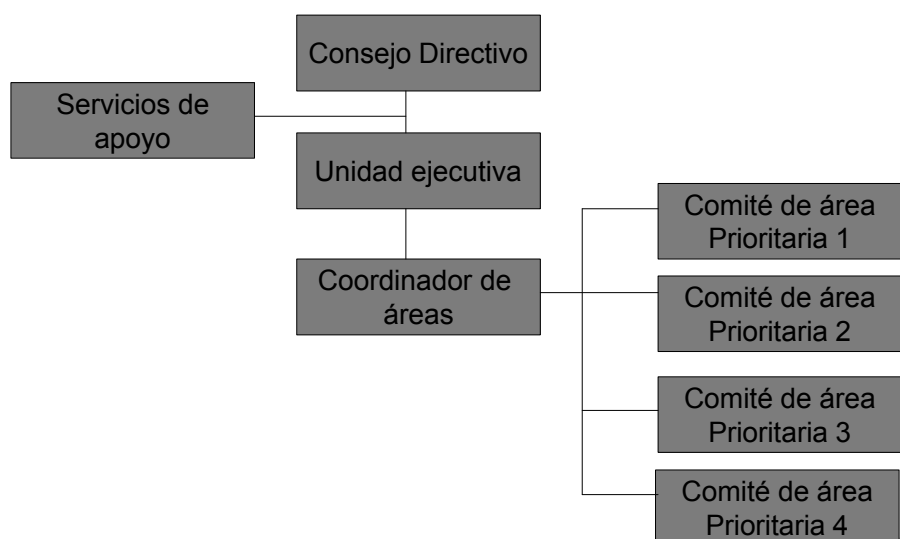 Consejo Directivo
Servicios de
apoyo
Unidad ejecutiva
Coordinador de
áreas
Comité de área
Prioritaria 1
Comité de área
Prioritaria 2
Comité de área
Prioritaria 3
Comité de área
Prioritaria 4